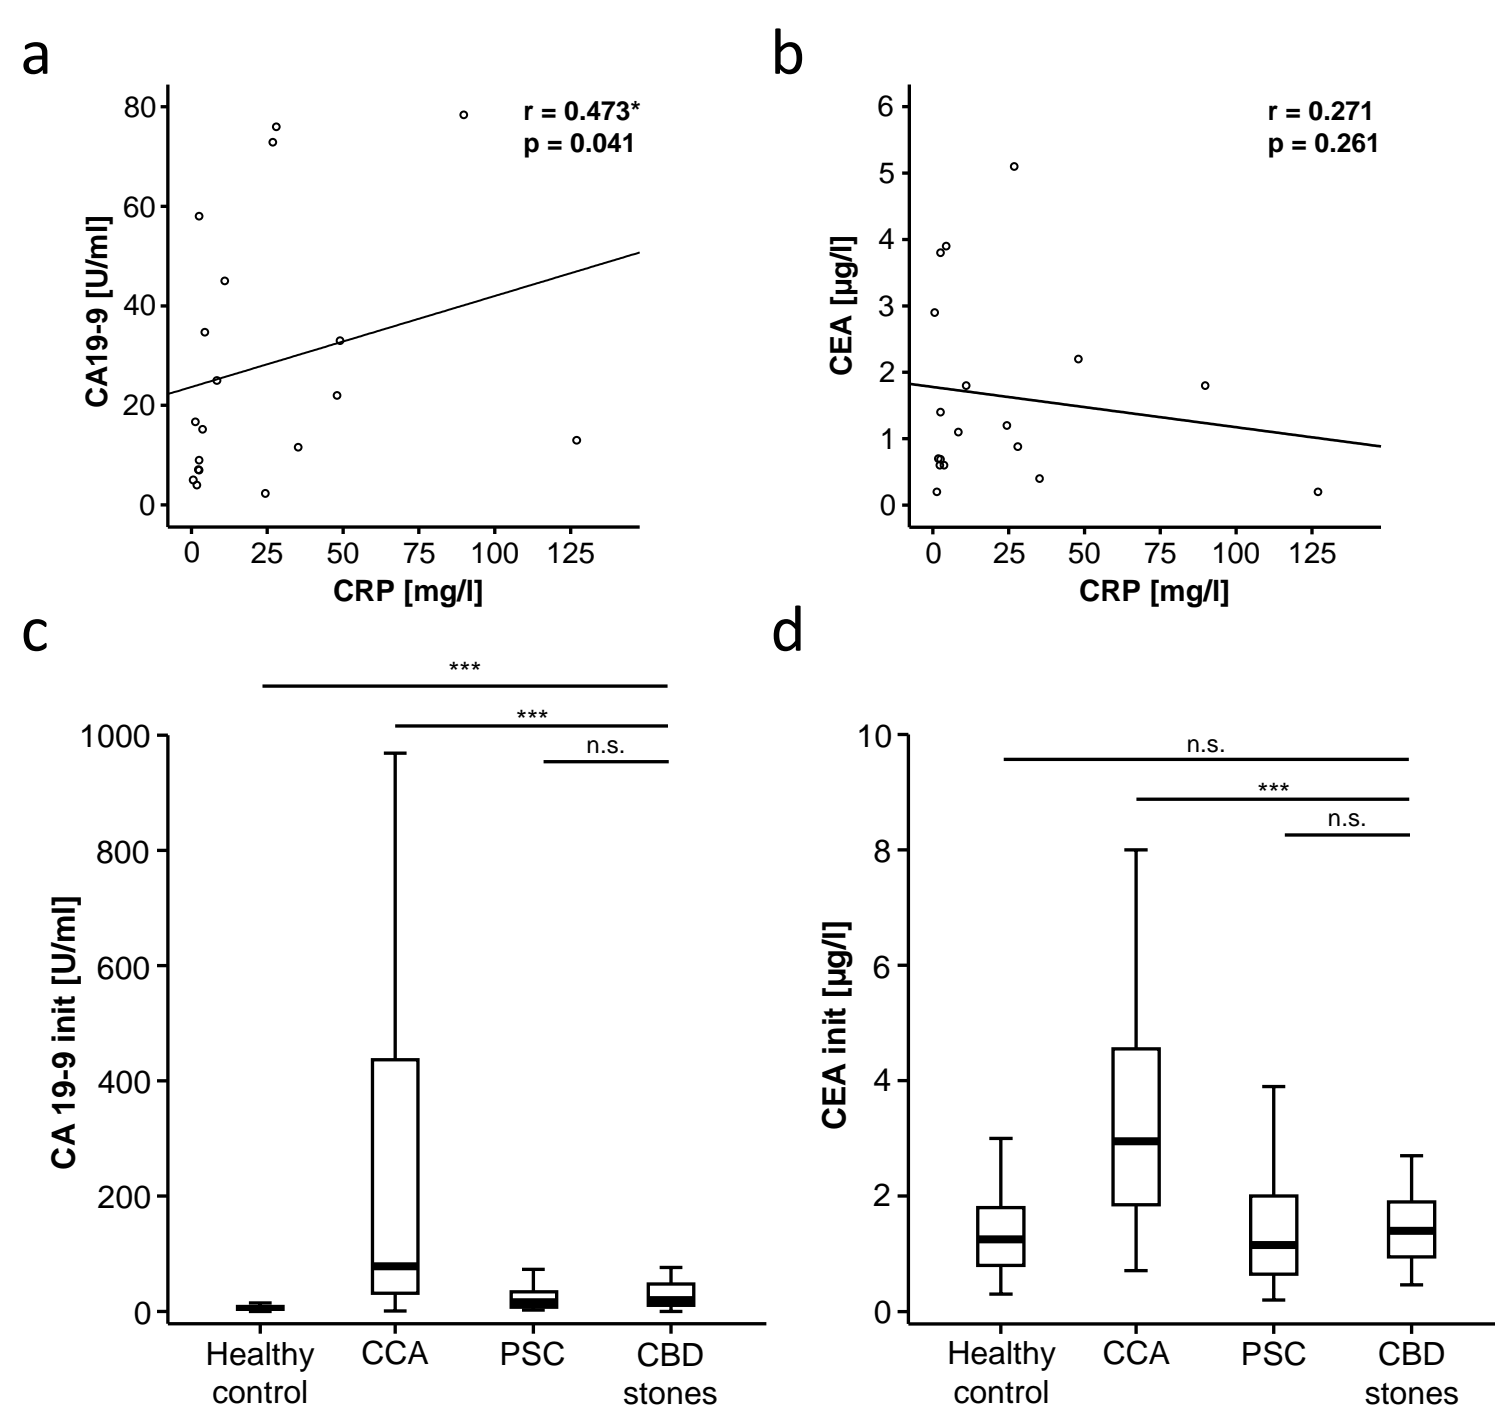 a
80
60
40
20
0
CA19-9 [U/ml]
r = 0.473*
p = 0.041
0 25 50 75 100 125
CRP [mg/l]
b
6
5
4
3
2
1
0
CEA [µg/l]
r = 0.271
p = 0.261
0 25 50 75 100 125
CRP [mg/l]
c
***
***
n.s.
1000
800
600
400
200
0
CA 19-9 init [U/ml]
Healthy control
CCA
PSC
CBD stones
d
n.s.
***
n.s.
10
8
6
4
2
0
CEA init [µg/l]
Healthy control
CCA
PSC
CBD stones